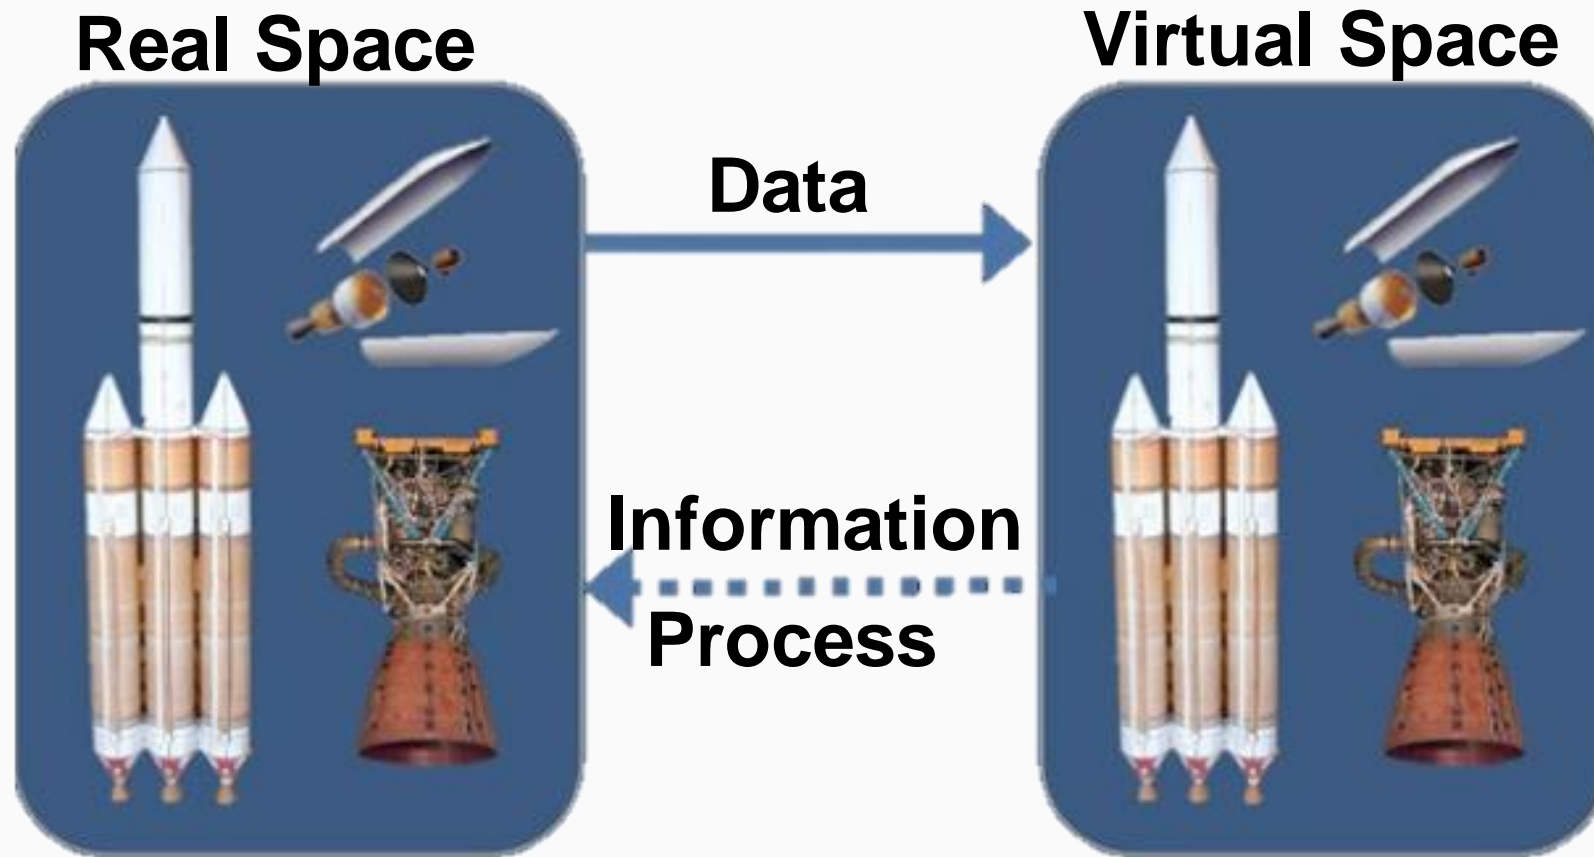 Real Space
Virtual Space
Data
Information
Process